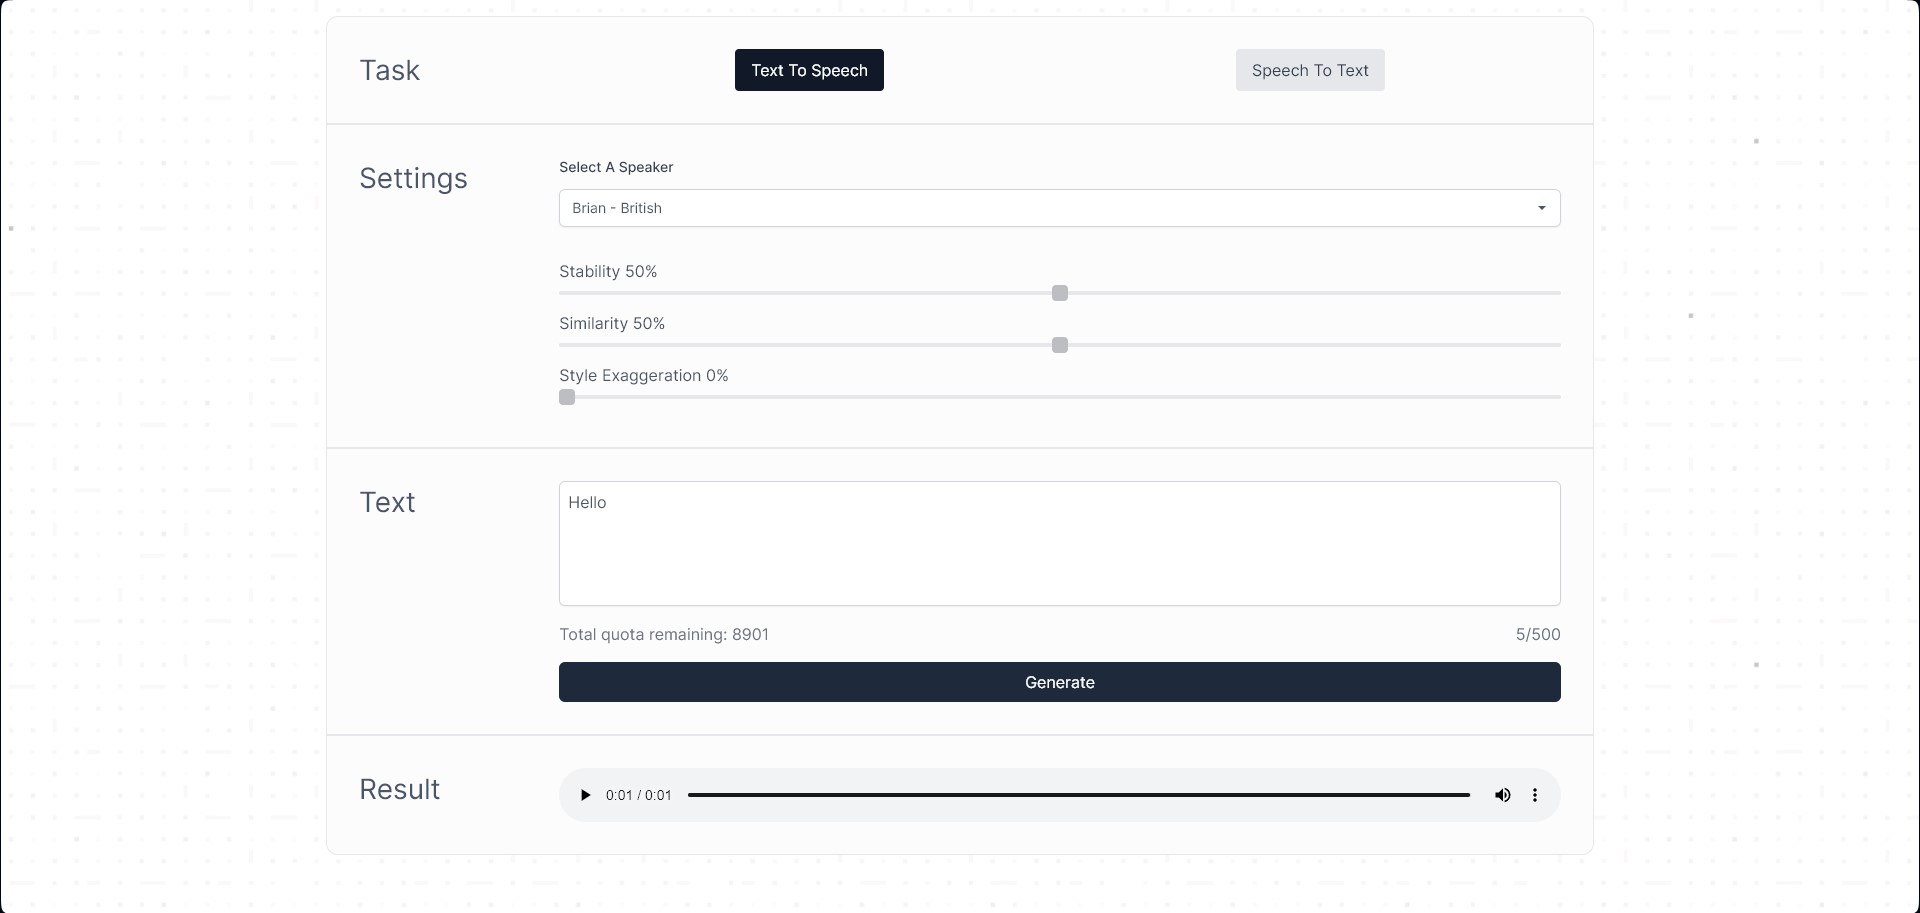 Task
Text To Speech
Speech To Text
Settings
Select A Speaker
Brian - British
Stability 50%
Similarity 50%
Style Exaggeration 0%
Text
Hello
Total quota remaining: 8901
5/500
Generate
Result
0:01 / 0:01